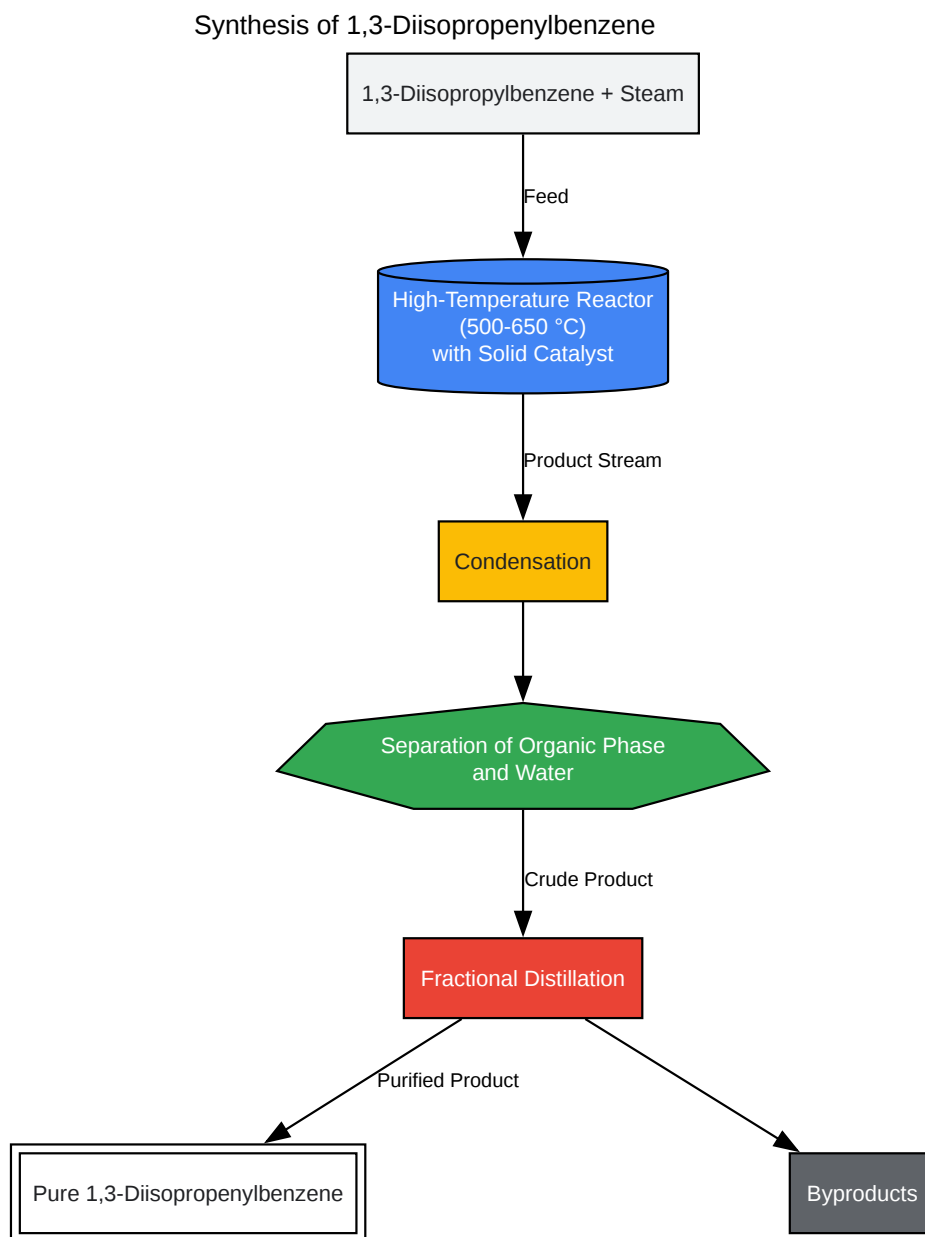 Synthesis of 1,3-Diisopropenylbenzene
1,3-Diisopropylbenzene + Steam
Feed
High-Temperature Reactor
(500-650 °C)
with Solid Catalyst
Product Stream
Condensation
Separation of Organic Phase
and Water
Crude Product
Fractional Distillation
Purified Product
Pure 1,3-Diisopropenylbenzene
Byproducts